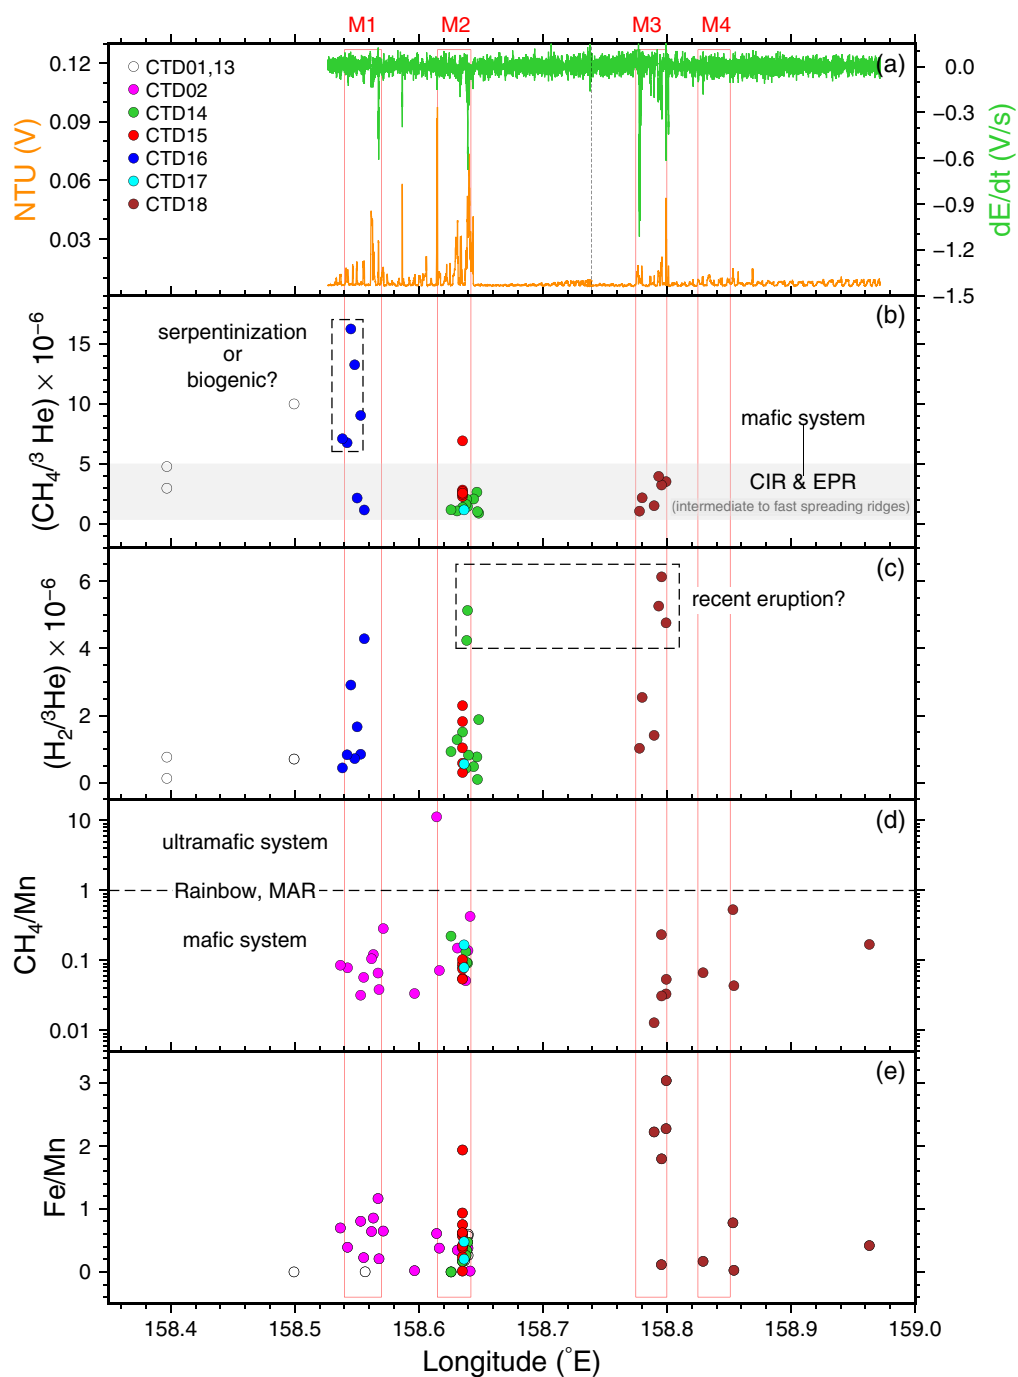 M1 M2 M3 M4
(a)
NTU (V)
0.12
0.09
0.06
0.03
CTD01,13
CTD02
CTD14
CTD15
CTD16
CTD17
CTD18
0.0
−0.3
−0.6
−0.9
−1.2
−1.5
dE/dt (V/s)
(b)
(CH₄/³ He) × 10⁻⁶
15
10
5
0
serpentinization
or
biogenic?
mafic system
CIR & EPR
(intermediate to fast spreading ridges)
(c)
(H₂/³He) × 10⁻⁶
6
4
2
0
recent eruption?
(d)
CH₄/Mn
10
1
0.1
0.01
ultramafic system
Rainbow, MAR
mafic system
(e)
Fe/Mn
3
2
1
0
158.4 158.5 158.6 158.7 158.8 158.9 159.0
Longitude (°E)